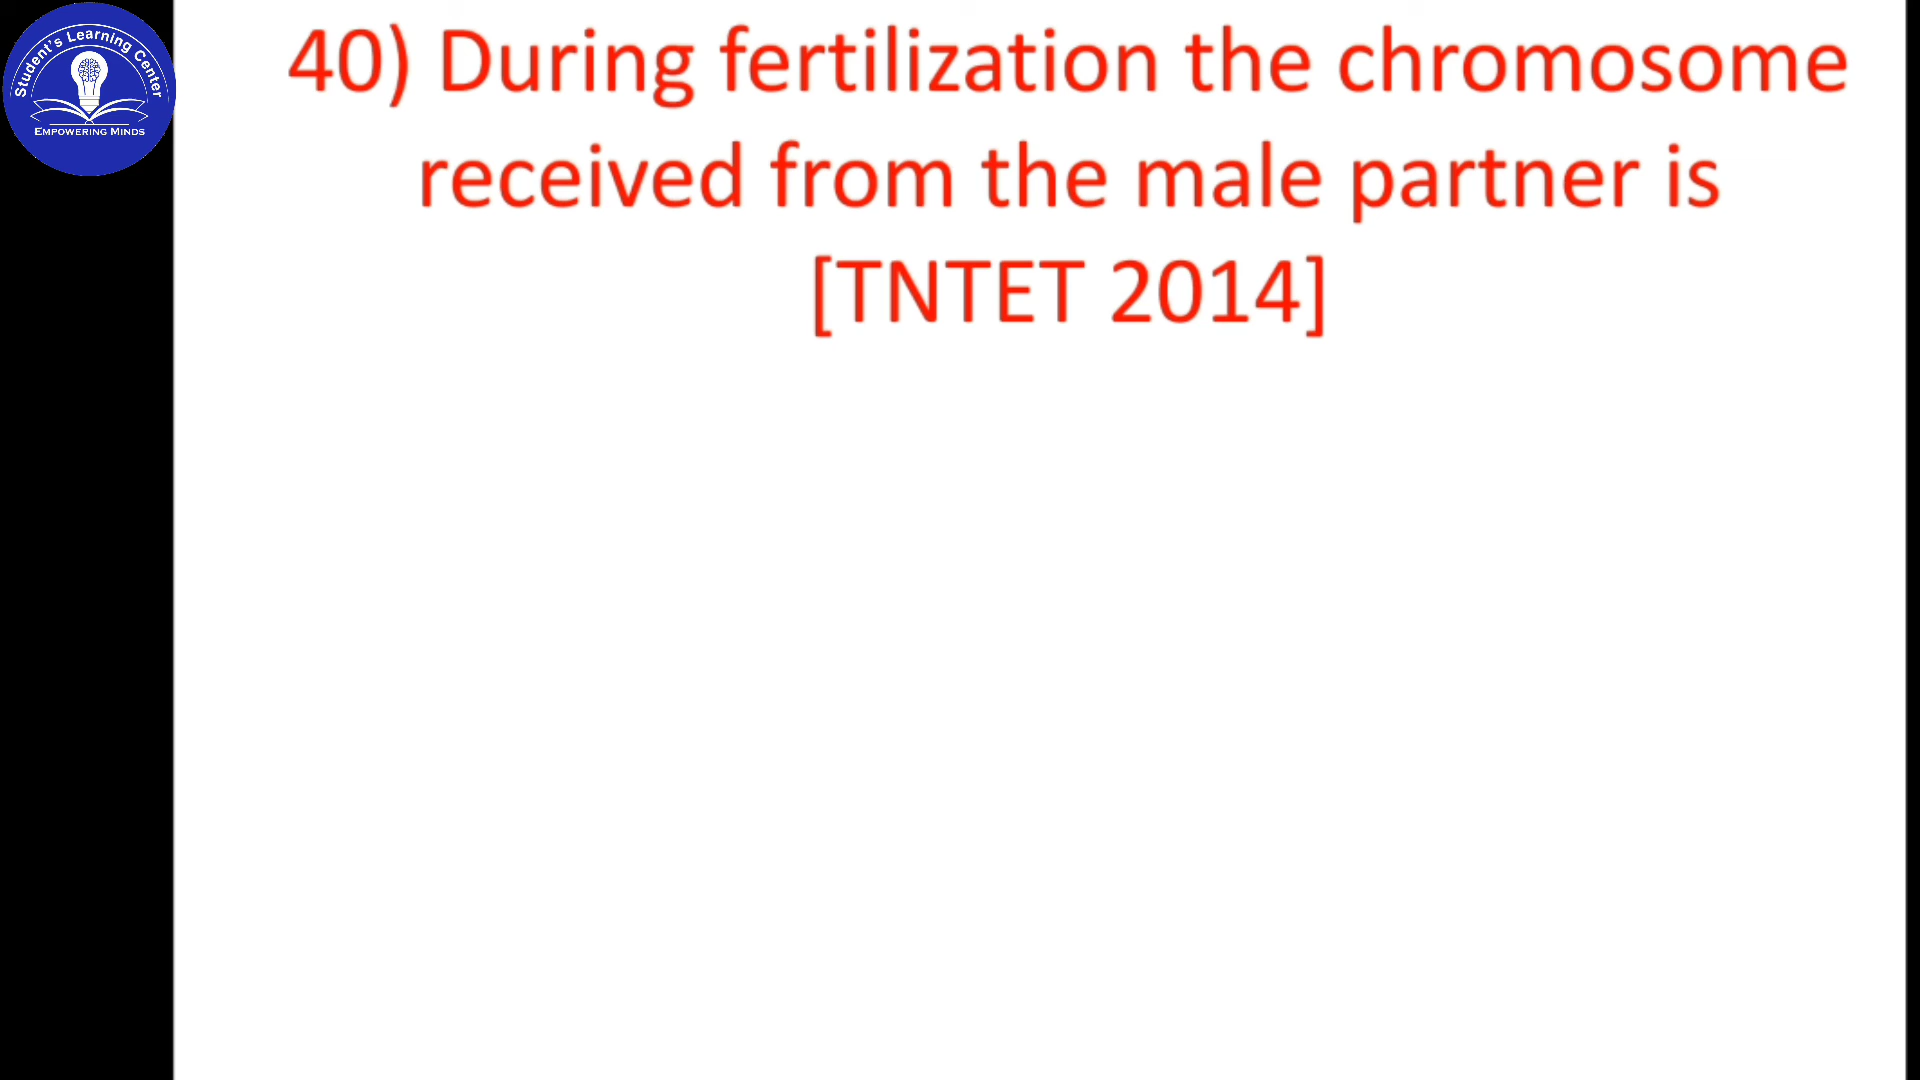 Student's Learning Center
EMPOWERING MINDS
40) During fertilization the chromosome
received from the male partner is
[TNTET 2014]